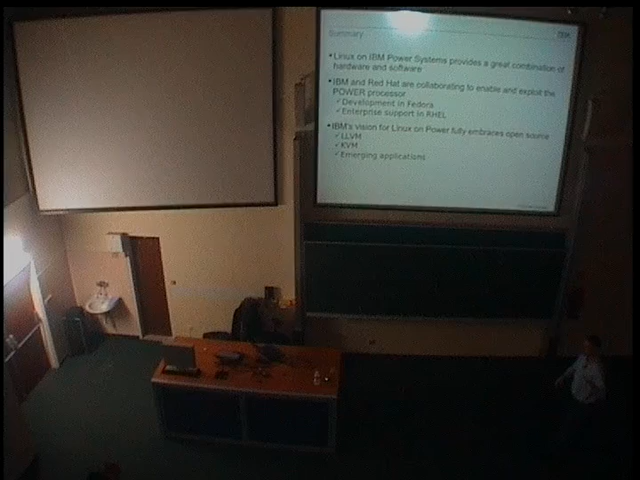 Summary
IBM
•Linux on IBM Power Systems provides a great combination of
hardware and software
•IBM and Red Hat are collaborating to enable and exploit the
POWER processor
✓Development in Fedora
✓Enterprise support in RHEL
•IBM's vision for Linux on Power fully embraces open source
✓LLVM
✓KVM
✓Emerging applications